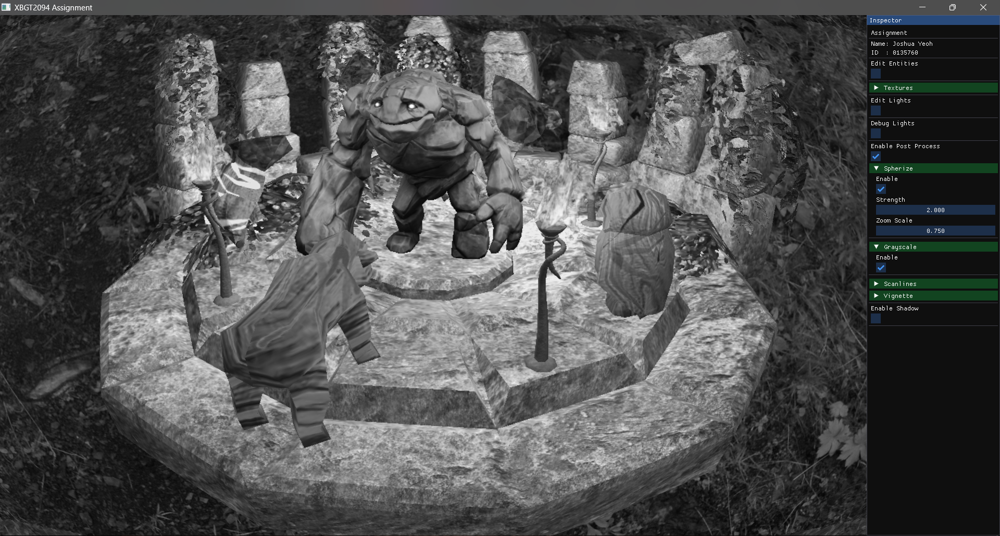 XBGT2094 Assignment
Inspector
Assignment
Name: Joshua Yeoh
ID  : 0135760
Edit Entities
Textures
Edit Lights
Debug Lights
Enable Post Process
Spherize
Enable
Strength
2.000
Zoom Scale
0.750
Grayscale
Enable
Scanlines
Vignette
Enable Shadow